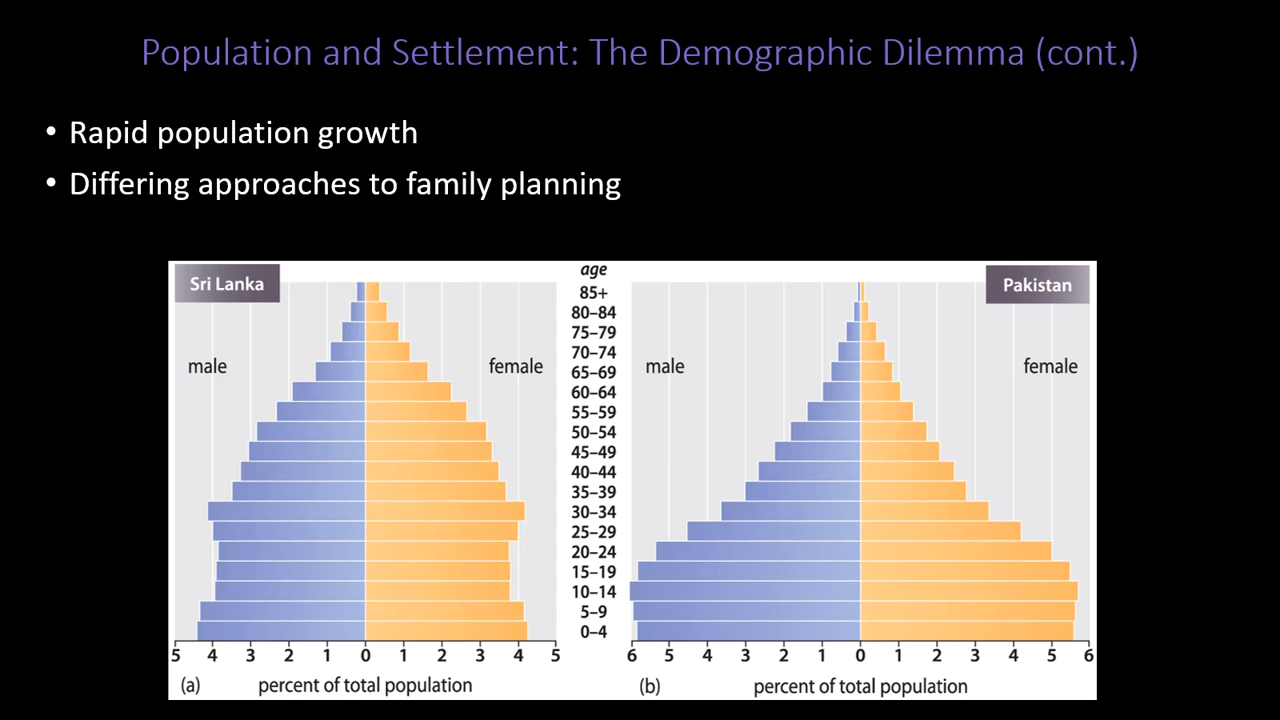 Population and Settlement: The Demographic Dilemma (cont.)
• Rapid population growth
• Differing approaches to family planning
Sri Lanka
age
Pakistan
85+
80–84
75–79
70–74
male
female
male
female
65–69
60–64
55–59
50–54
45–49
40–44
35–39
30–34
25–29
20–24
15–19
10–14
5–9
0–4
5 4 3 2 1 0 1 2 3 4 5
6 5 4 3 2 1 0 1 2 3 4 5 6
(a) percent of total population
(b) percent of total population